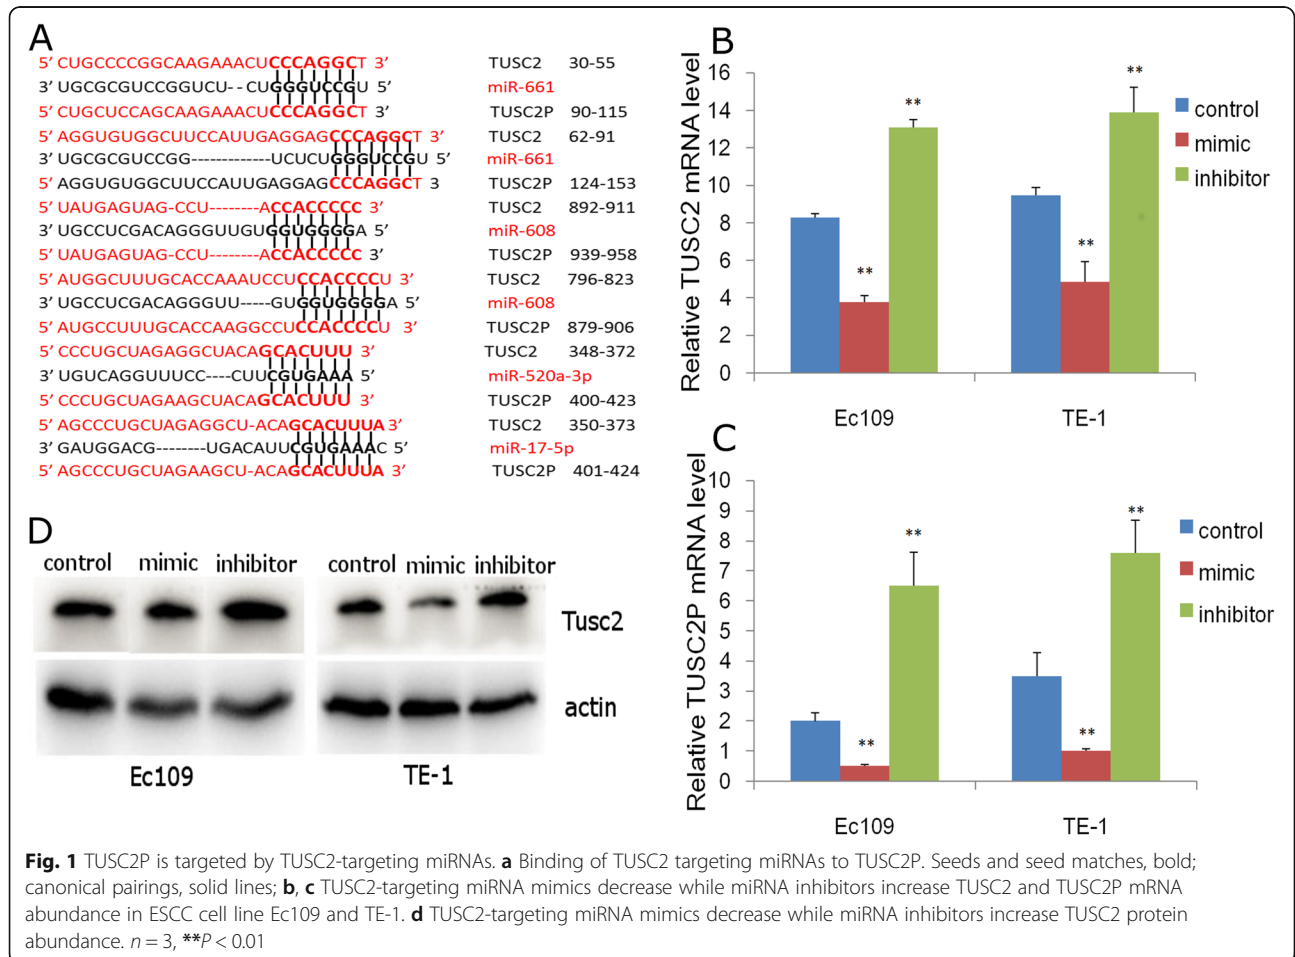 A
5’ CUGCCCCGGCAAGAAACUCCCAGGCT 3’ TUSC2 30-55
3’ UGCGCGUCCGGUCU--CUGGGUCCGU 5’ miR-661
5’ CUGCUCCAGCAAGAAACUCCCAGGCT 3’ TUSC2P 90-115
5’ AGGUGUGGCUUCCAUUGAGGAGCCCAGGCT 3’ TUSC2 62-91
3’ UGCGCGUCCGG------------UCUCUGGGUCCGU 5’ miR-661
5’ AGGUGUGGCUUCCAUUGAGGAGCCCAGGCT 3 TUSC2P 124-153
5’ UAUGAGUAG-CCU--------ACCACCCCC 3’ TUSC2 892-911
3’ UGCCUCGACAGGGUUGUGGUGGGGA 5’ miR-608
5’ UAUGAGUAG-CCU--------ACCACCCCC 3’ TUSC2P 939-958
5’ AUGGCUUUGCACCAAAUCCUCCACCCCU 3’ TUSC2 796-823
3’ UGCCUCGACAGGGUU-----GUGGUGGGGA 5’ miR-608
5’ AUGCCUUUGCACCAAGGCCUCCACCCCU 3’ TUSC2P 879-906
5’ CCCUGCUAGAGGCUACAGCACUUU 3’ TUSC2 348-372
3’ UGUCAGGUUUCC----CUUCGUGAAA 5’ miR-520a-3p
5’ CCCUGCUAGAAGCUACAGCACUUU 3’ TUSC2P 400-423
5’ AGCCCUGCUAGAGGCU-ACAGCACUUUA 3’ TUSC2 350-373
3’ GAUGGACG--------UGACAUUCGUGAAAC 5’ miR-17-5p
5’ AGCCCUGCUAGAAGCU-ACAGCACUUUA 3’ TUSC2P 401-424
B
Relative TUSC2 mRNA level
16
14
12
10
8
6
4
2
0
**
**
**
**
control
mimic
inhibitor
Ec109 TE-1
C
Relative TUSC2P mRNA level
10
9
8
7
6
5
4
3
2
1
0
**
**
**
**
control
mimic
inhibitor
Ec109 TE-1
D
control mimic inhibitor control mimic inhibitor
Tusc2
actin
Ec109 TE-1
Fig. 1 TUSC2P is targeted by TUSC2-targeting miRNAs. a Binding of TUSC2 targeting miRNAs to TUSC2P. Seeds and seed matches, bold;
canonical pairings, solid lines; b, c TUSC2-targeting miRNA mimics decrease while miRNA inhibitors increase TUSC2 and TUSC2P mRNA
abundance in ESCC cell line Ec109 and TE-1. d TUSC2-targeting miRNA mimics decrease while miRNA inhibitors increase TUSC2 protein
abundance. n = 3, **P < 0.01